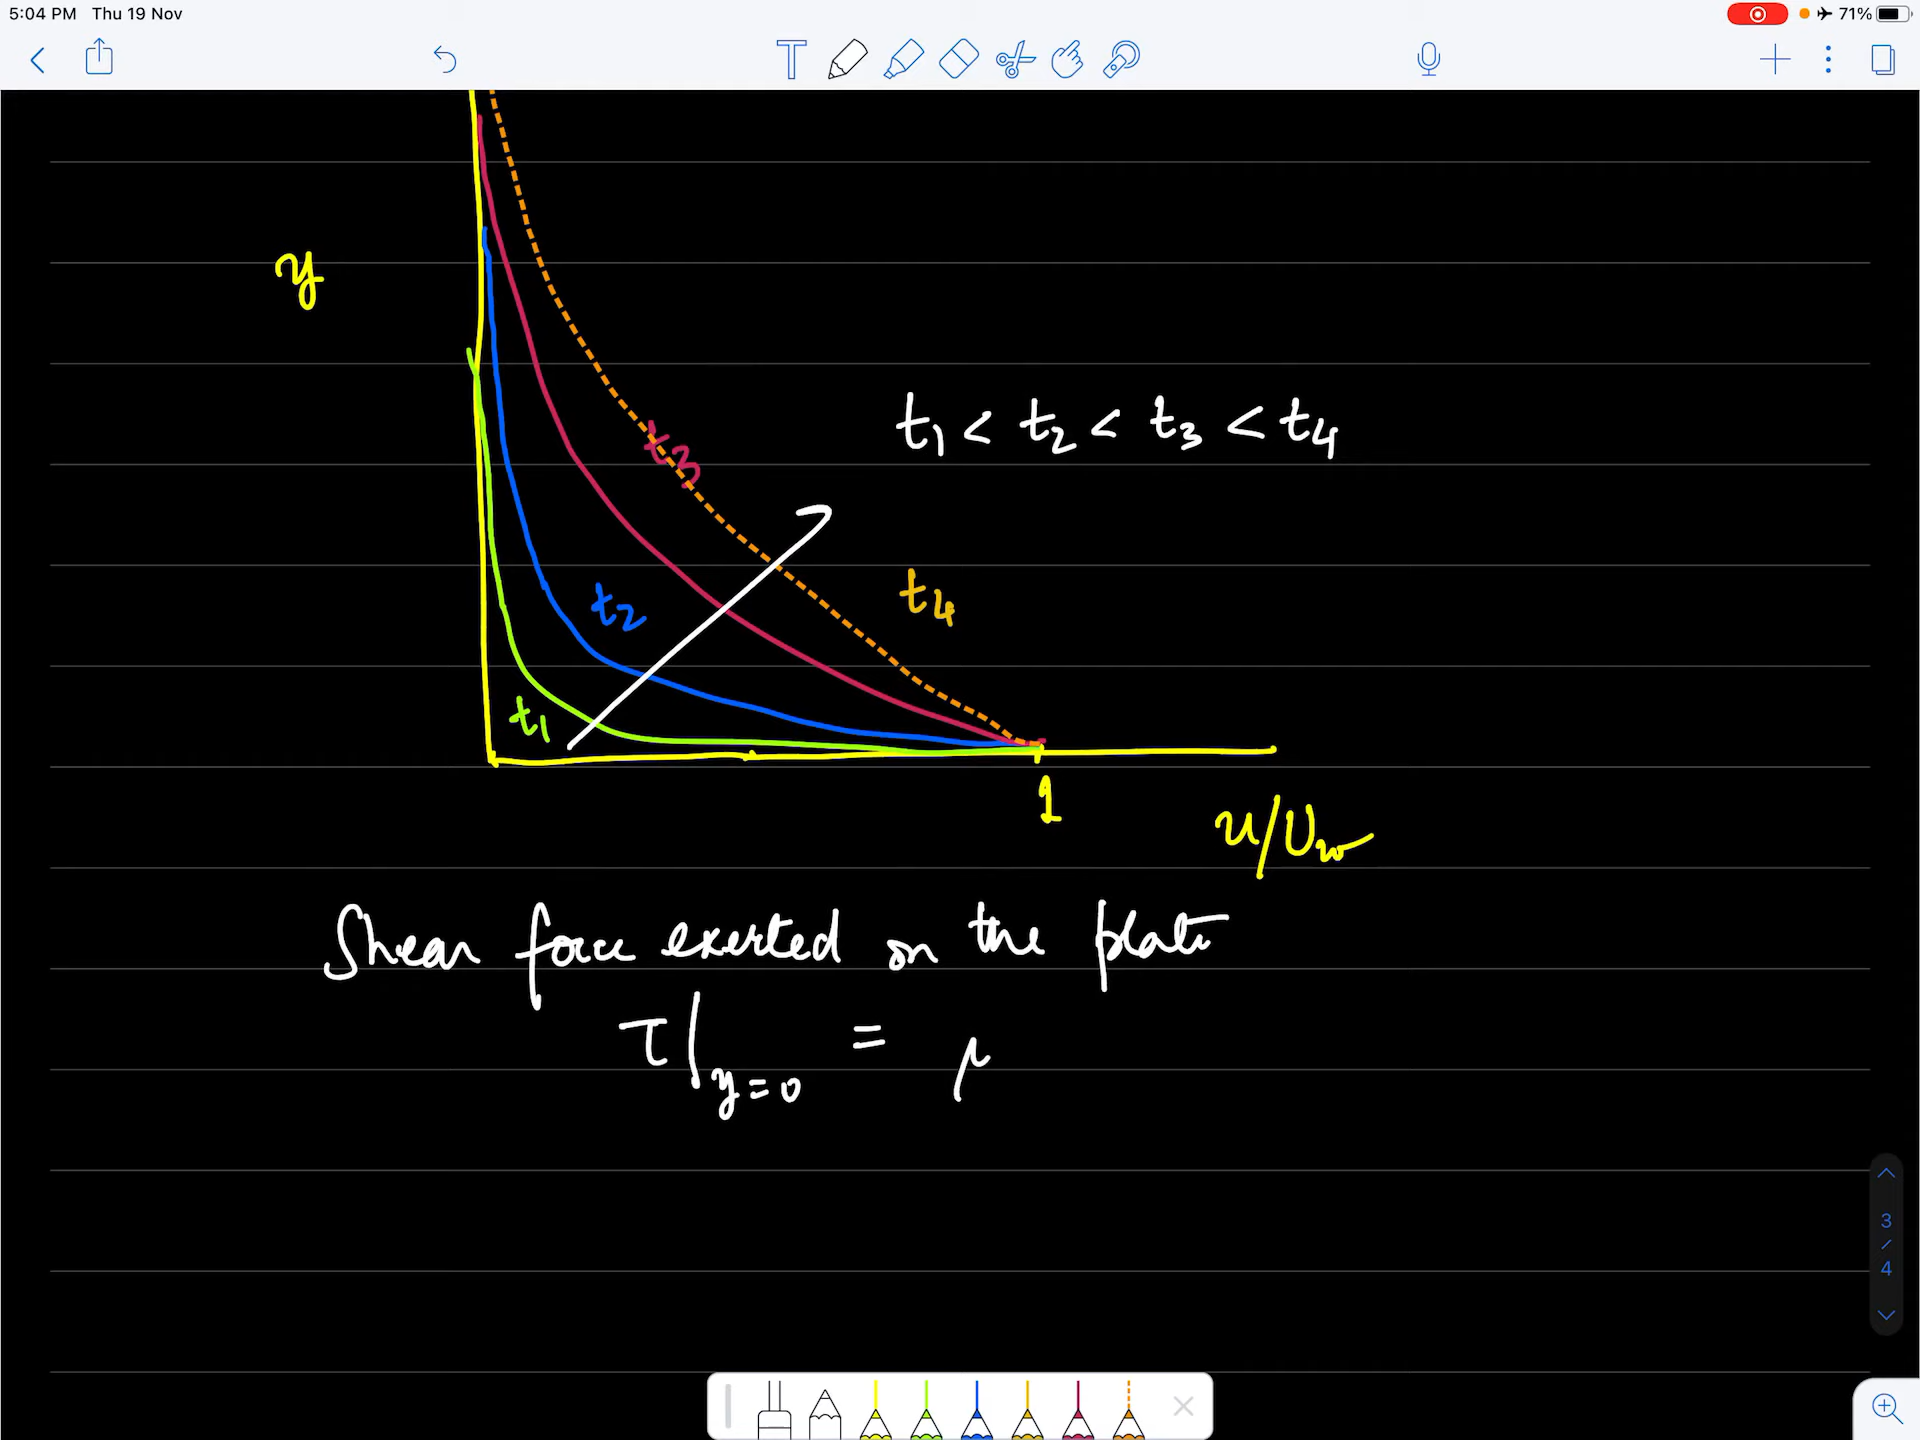 5:04 PM Thu 19 Nov
71%
T
y
t₁ < t₂ < t₃ < t₄
t₃
t₂
t₄
t₁
1
u/U_w
Shear force exerted on the plate
τ|_{y=0} = μ
3
/
4